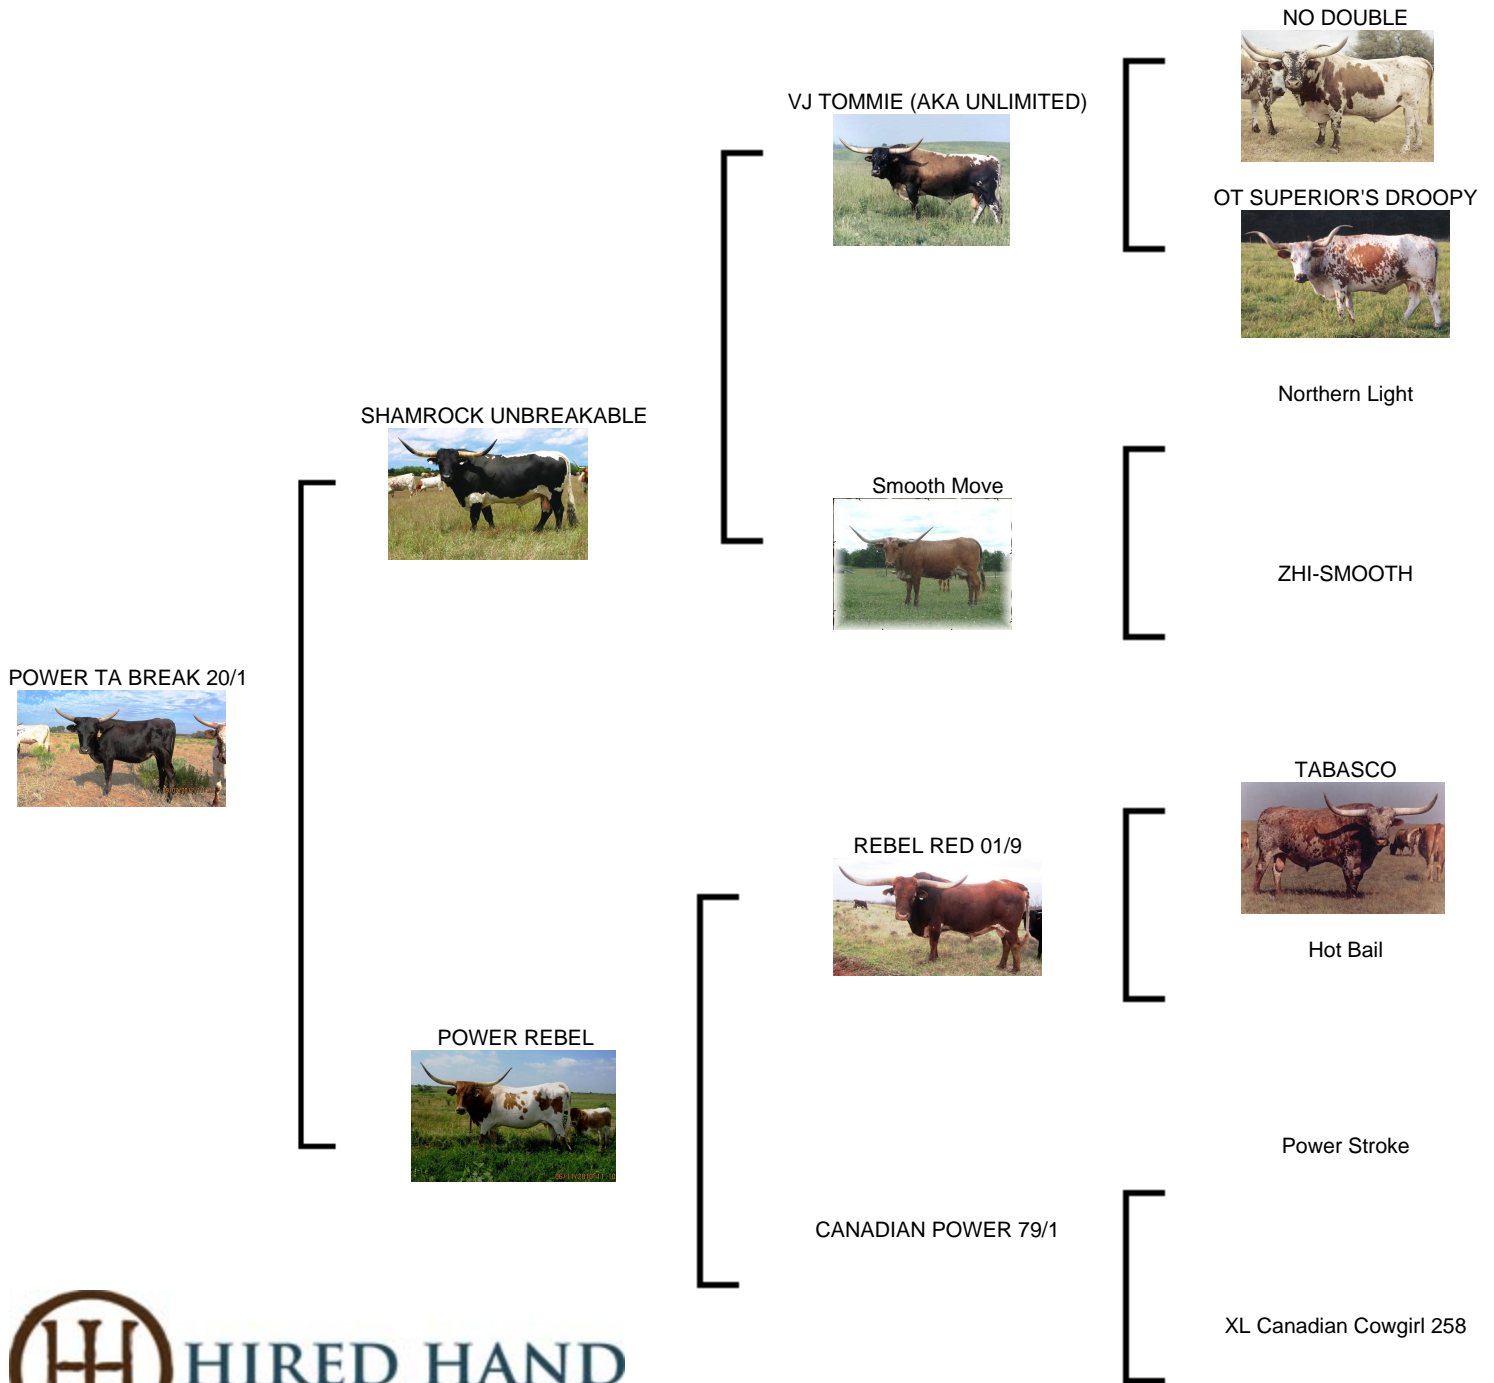 NO DOUBLE
VJ TOMMIE (AKA UNLIMITED)
OT SUPERIOR'S DROOPY
Northern Light
SHAMROCK UNBREAKABLE
Smooth Move
ZHI-SMOOTH
POWER TA BREAK 20/1
TABASCO
REBEL RED 01/9
Hot Bail
POWER REBEL
Power Stroke
CANADIAN POWER 79/1
XL Canadian Cowgirl 258
HIRED HAND